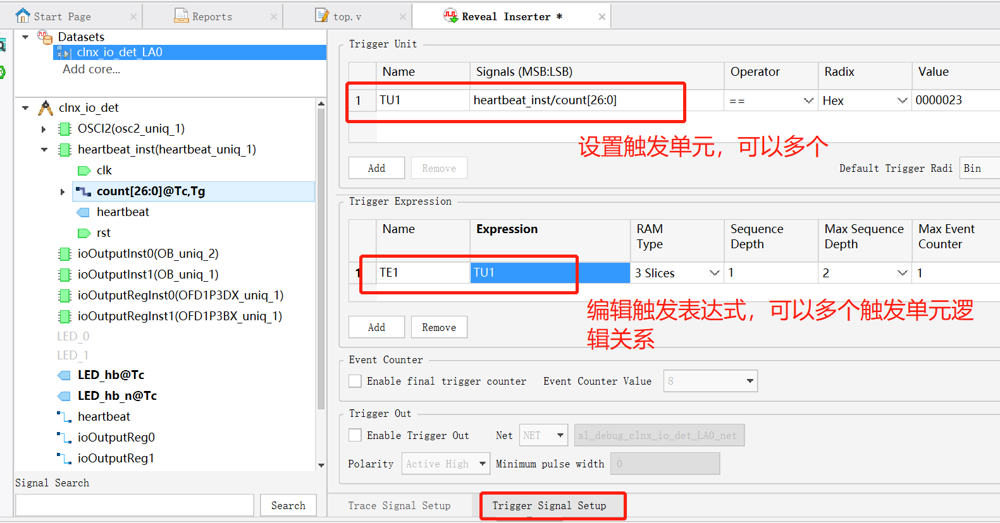 Start Page
Reports
top.v
Reveal Inserter *
Datasets
clnx_io_det_LA0
Add core...
clnx_io_det
OSCI2(osc2_uniq_1)
heartbeat_inst(heartbeat_uniq_1)
clk
count[26:0]@Tc,Tg
heartbeat
rst
ioOutputInst0(OB_uniq_2)
ioOutputInst1(OB_uniq_1)
ioOutputRegInst0(OFD1P3DX_uniq_1)
ioOutputRegInst1(OFD1P3BX_uniq_1)
LED_0
LED_1
LED_hb@Tc
LED_hb_n@Tc
heartbeat
ioOutputReg0
ioOutputReg1
Signal Search
Search
Trigger Unit
Name Signals (MSB:LSB) Operator Radix Value
1 TU1 heartbeat_inst/count[26:0] == Hex 0000023
设置触发单元，可以多个
Add Remove Default Trigger Radi Bin
Trigger Expression
Name Expression RAM Type Sequence Depth Max Sequence Depth Max Event Counter
1 TE1 TU1 3 Slices 1 2 1
编辑触发表达式，可以多个触发单元逻
辑关系
Add Remove
Event Counter
Enable final trigger counter Event Counter Value 8
Trigger Out
Enable Trigger Out Net NET al_debug_clnx_io_det_LA0_net
Polarity Active High Minimum pulse width 0
Trace Signal Setup Trigger Signal Setup